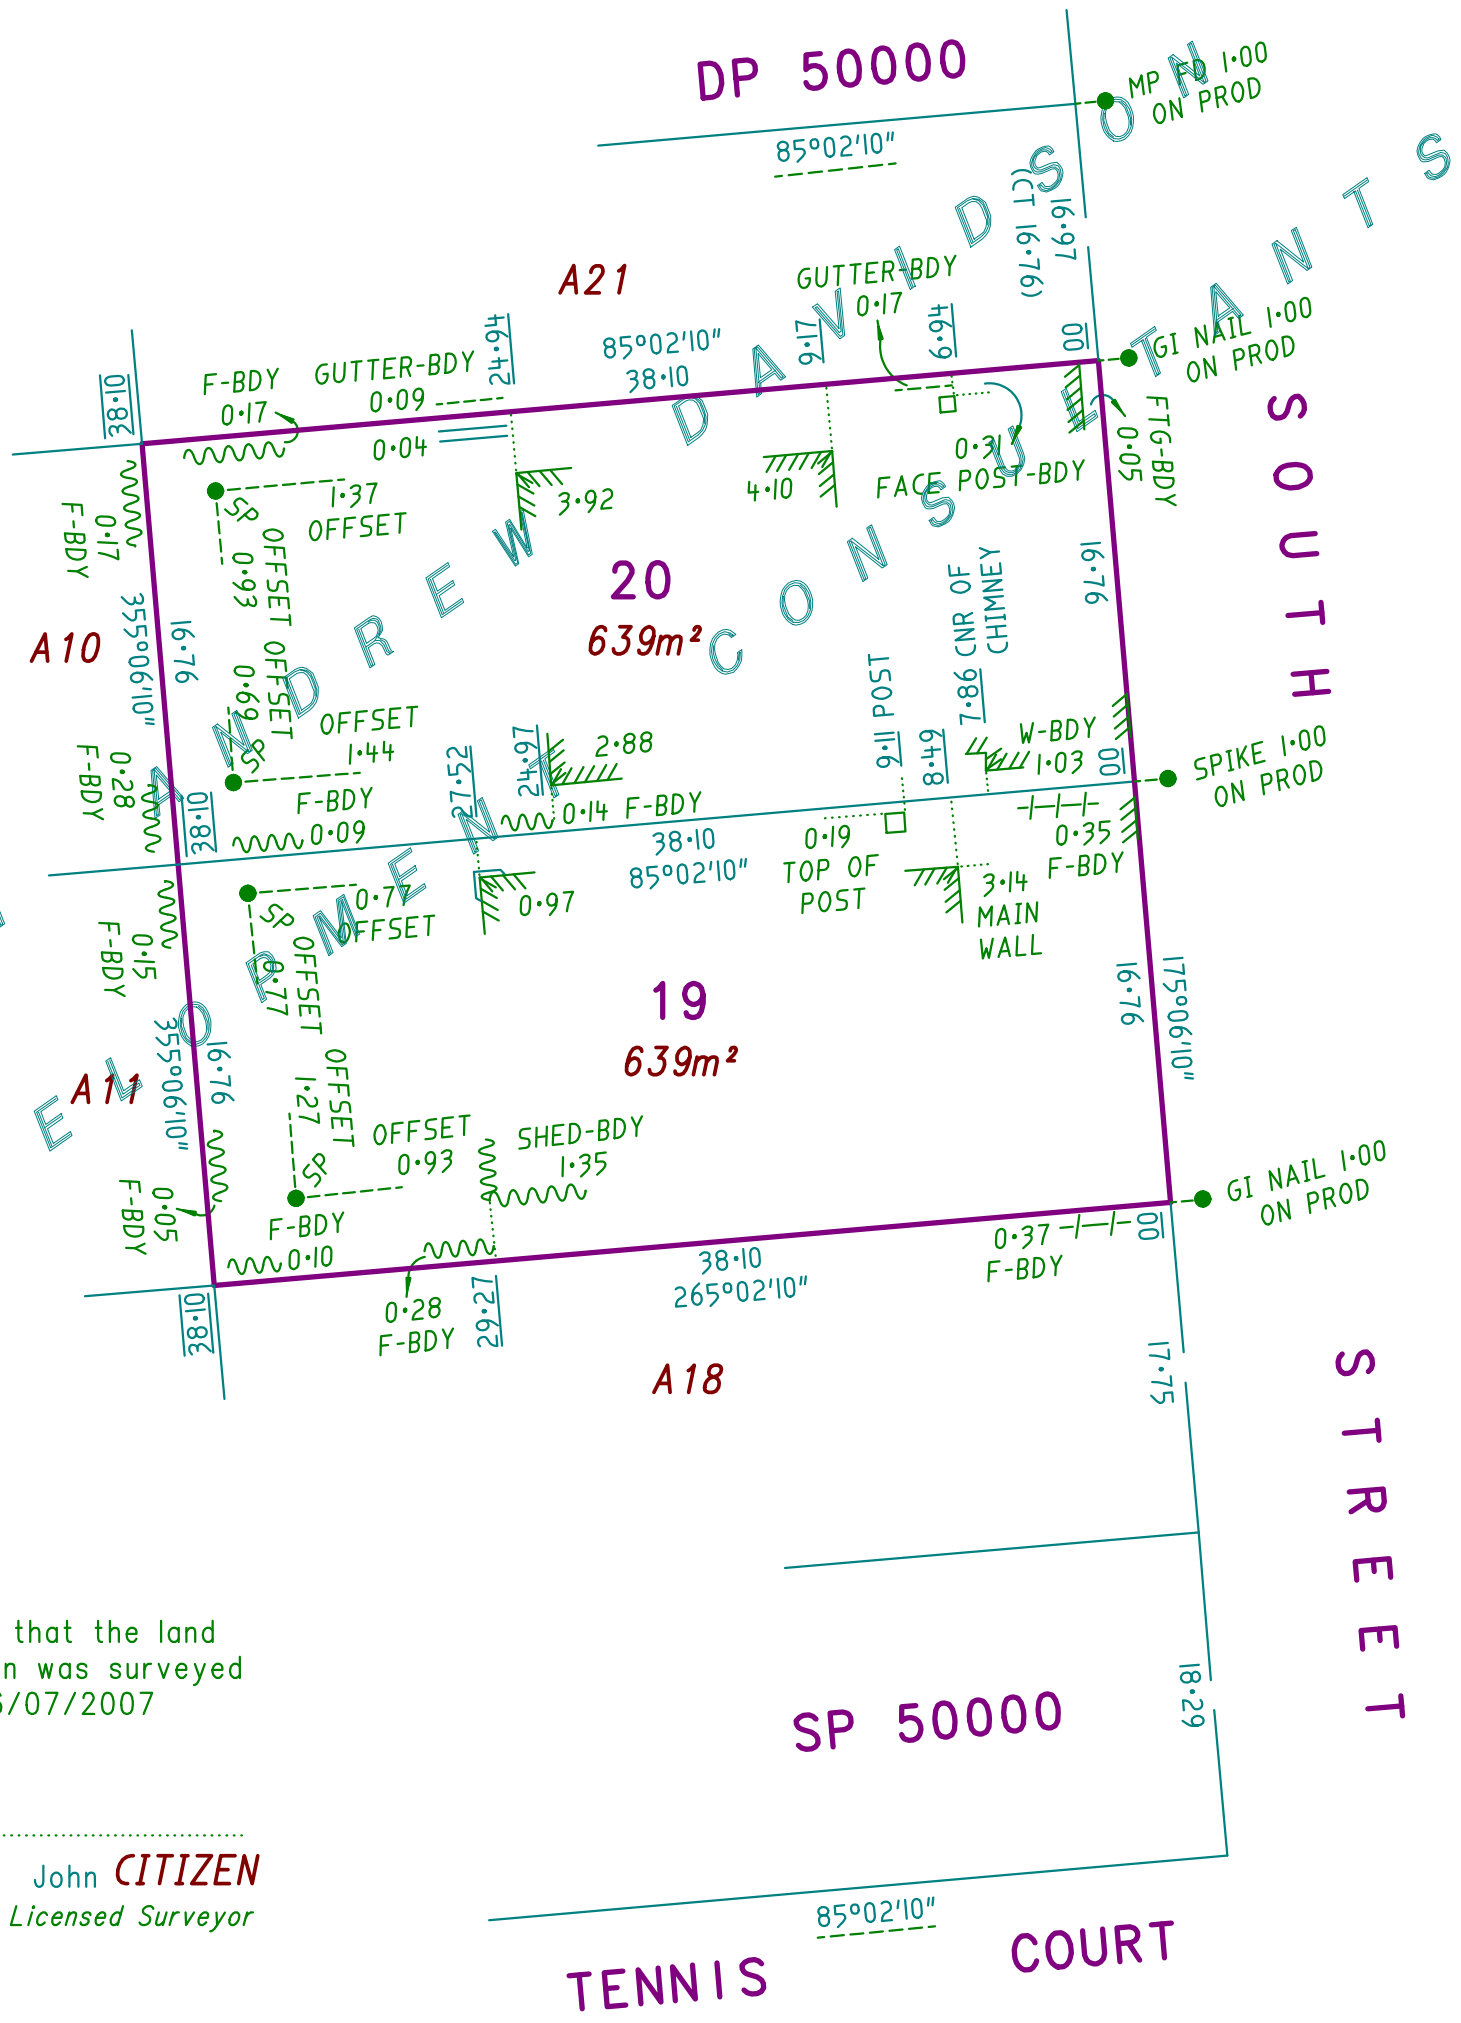 DP 50000
MP FD 1·00
ON PROD
85°02'10"
16·97
(CT 16·76)
A21
GUTTER-BDY
0·17
GI NAIL 1·00
ON PROD
38·10
F-BDY
0·17
GUTTER-BDY
0·09
24·94
85°02'10"
38·10
9·17
6·94
00
0·04
0·31
FACE POST-BDY
FTG-BDY
0·05
SOUTH
F-BDY
0·17
SP
1·37
OFFSET
OFFSET
0·93
3·92
4·10
20
639m²
16·76
A10
355°06'10"
16·76
OFFSET
0·69
SP
OFFSET
1·44
F-BDY
0·28
38·10
F-BDY
0·09
27·52
24·97
2·88
0·14 F-BDY
9·11 POST
8·49
7·86 CNR OF
CHIMNEY
W-BDY
1·03
00
SPIKE 1·00
ON PROD
38·10
85°02'10"
0·19
TOP OF
POST
0·35
F-BDY
3·14
MAIN
WALL
0·97
0·77
OFFSET
SP
OFFSET
0·77
F-BDY
0·15
19
639m²
16·76
175°06'10"
A11
355°06'10"
16·76
OFFSET
1·27
SP
OFFSET
0·93
SHED-BDY
1·35
F-BDY
0·05
F-BDY
0·10
0·28
F-BDY
38·10
29·27
38·10
265°02'10"
0·37
F-BDY
00
GI NAIL 1·00
ON PROD
A18
17·75
STREET
18·29
SP 50000
that the land
n was surveyed
/07/2007
John CITIZEN
Licensed Surveyor
85°02'10"
TENNIS COURT
ANDREW DAVIDSON
ELOPMENT CONSULTANTS